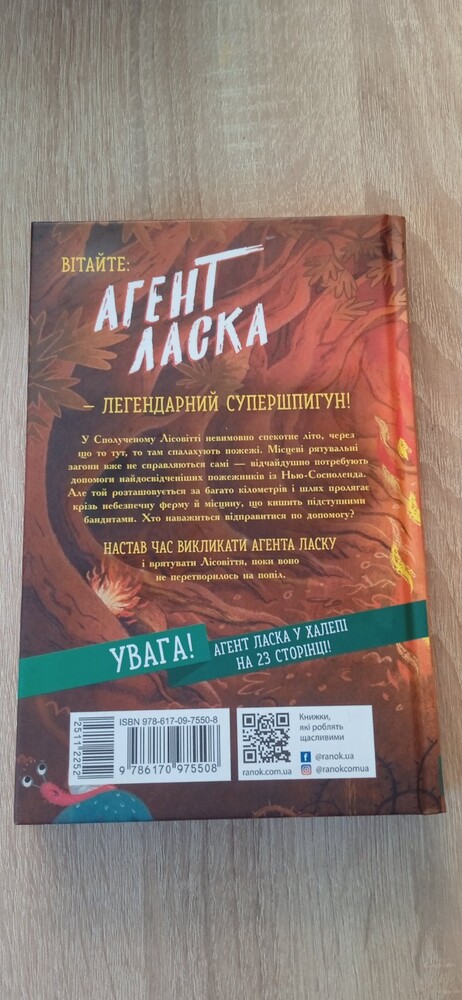 ВІТАЙТЕ:
АГЕНТ
ЛАСКА
– ЛЕГЕНДАРНИЙ СУПЕРШПИГУН!
У Сполученому Лісовітті невимовно спекотне літо, через
що то тут, то там спалахують пожежі. Місцеві рятувальні
загони вже не справляються самі — відчайдушно потребують
допомоги найдосвідченіших пожежників із Нью-Сосноленда.
Але той розташовується за багато кілометрів і шлях пролягає
крізь небезпечну ферму й місцину, що кишить підступними
бандитами. Хто наважиться відправитися по допомогу?
НАСТАВ ЧАС ВИКЛИКАТИ АГЕНТА ЛАСКУ
і врятувати Лісовіття, поки воно
не перетворилось на попіл.
УВАГА!
АГЕНТ ЛАСКА У ХАЛЕПІ
НА 23 СТОРІНЦІ!
ISBN 978-617-09-7550-8
25112252
9 786170 975508
ranok.com.ua
Книжки,
які роблять
щасливими
@ranok.ua
@ranokcomua